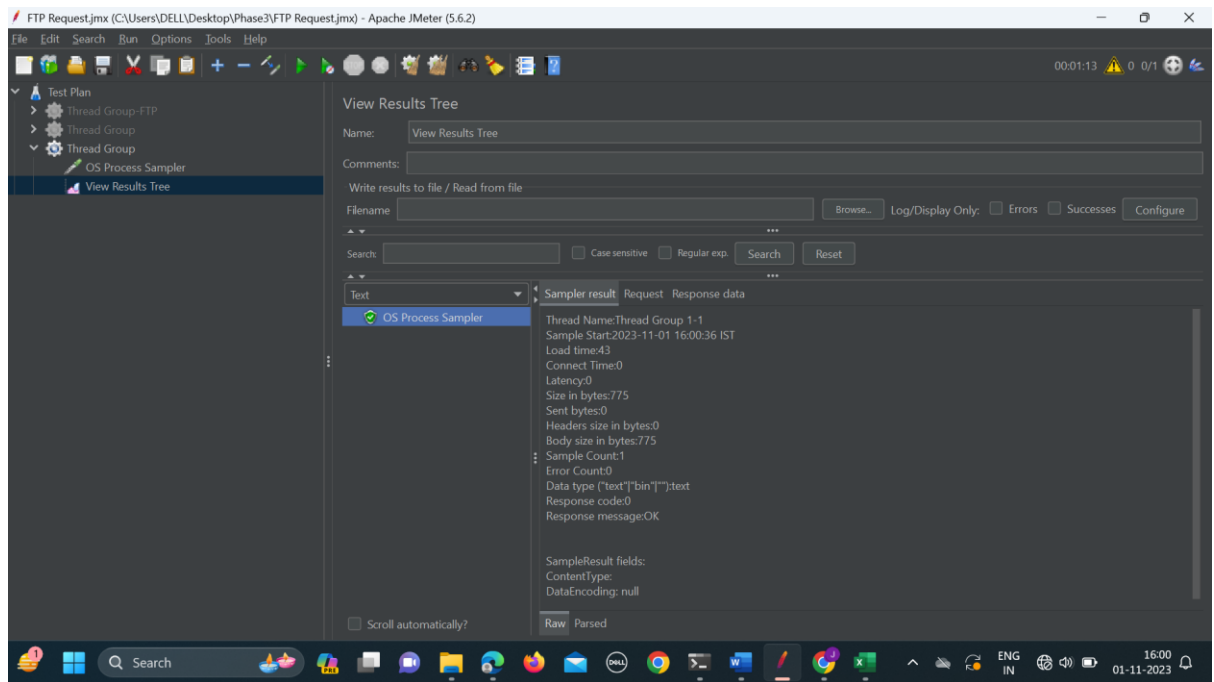 FTP Request.jmx (C:\Users\DELL\Desktop\Phase3\FTP Request.jmx) - Apache JMeter (5.6.2)
File Edit Search Run Options Tools Help
00:01:13 0 0/1
Test Plan
Thread Group-FTP
Thread Group
Thread Group
OS Process Sampler
View Results Tree
View Results Tree
Name: View Results Tree
Comments:
Write results to file / Read from file
Filename Browse... Log/Display Only: Errors Successes Configure
Search: Case sensitive Regular exp. Search Reset
Text
OS Process Sampler
Sampler result Request Response data
Thread Name:Thread Group 1-1
Sample Start:2023-11-01 16:00:36 IST
Load time:43
Connect Time:0
Latency:0
Size in bytes:775
Sent bytes:0
Headers size in bytes:0
Body size in bytes:775
Sample Count:1
Error Count:0
Data type ("text"|"bin"|""):text
Response code:0
Response message:OK
SampleResult fields:
ContentType:
DataEncoding: null
Scroll automatically?
Raw Parsed
1
Search
PRE
DELL
J
ENG
IN
16:00
01-11-2023